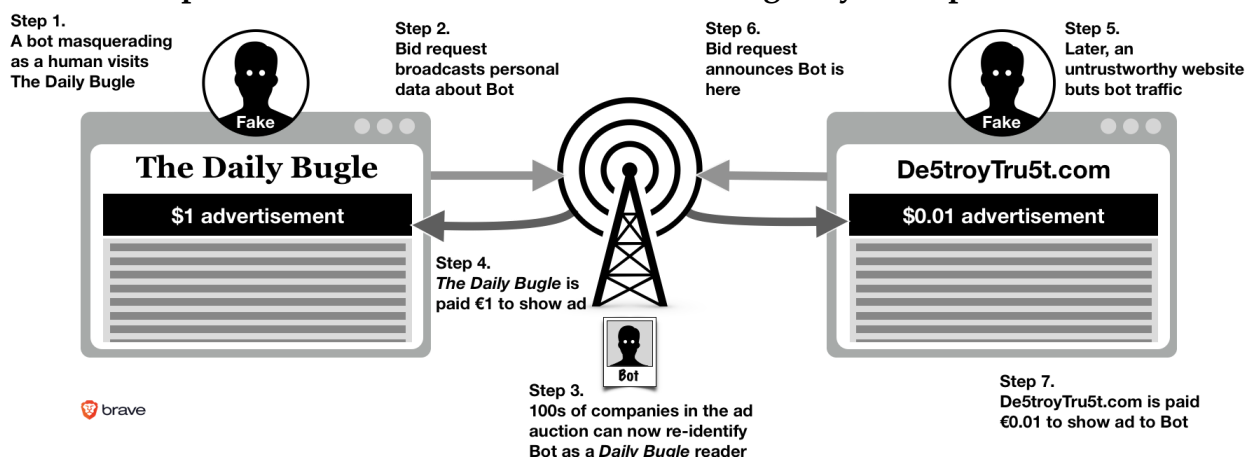 Step 1.
A bot masquerading
as a human visits
The Daily Bugle
Fake
The Daily Bugle
$1 advertisement
Step 2.
Bid request
broadcasts personal
data about Bot
Step 4.
The Daily Bugle is
paid €1 to show ad
Bot
Step 3.
100s of companies in the ad
auction can now re-identify
Bot as a Daily Bugle reader
Step 6.
Bid request
announces Bot is
here
Step 5.
Later, an
untrustworthy website
buts bot traffic
Fake
De5troyTru5t.com
$0.01 advertisement
Step 7.
De5troyTru5t.com is paid
€0.01 to show ad to Bot
brave